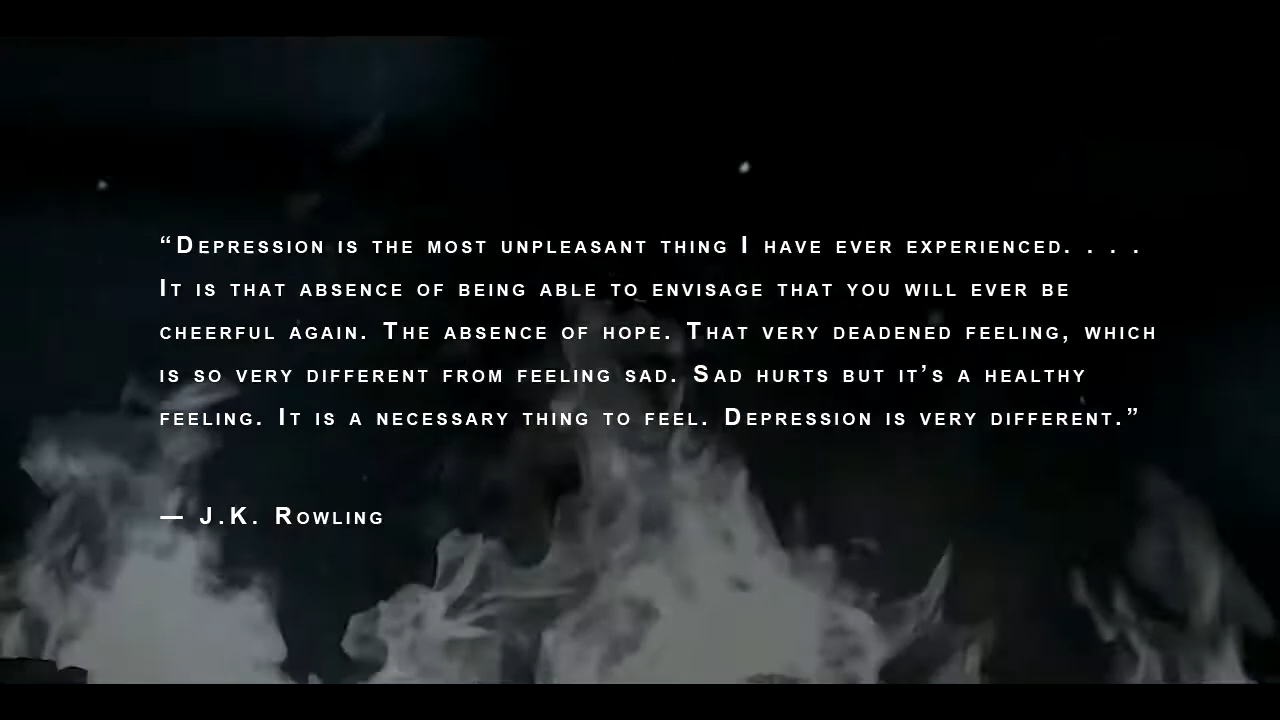 “Depression is the most unpleasant thing I have ever experienced. . . .
It is that absence of being able to envisage that you will ever be
cheerful again. The absence of hope. That very deadened feeling, which
is so very different from feeling sad. Sad hurts but it’s a healthy
feeling. It is a necessary thing to feel. Depression is very different.”
— J.K. Rowling